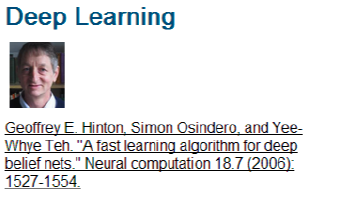 Deep Learning
Geoffrey E. Hinton, Simon Osindero, and Yee-
Whye Teh. "A fast learning algorithm for deep
belief nets." Neural computation 18.7 (2006):
1527-1554.